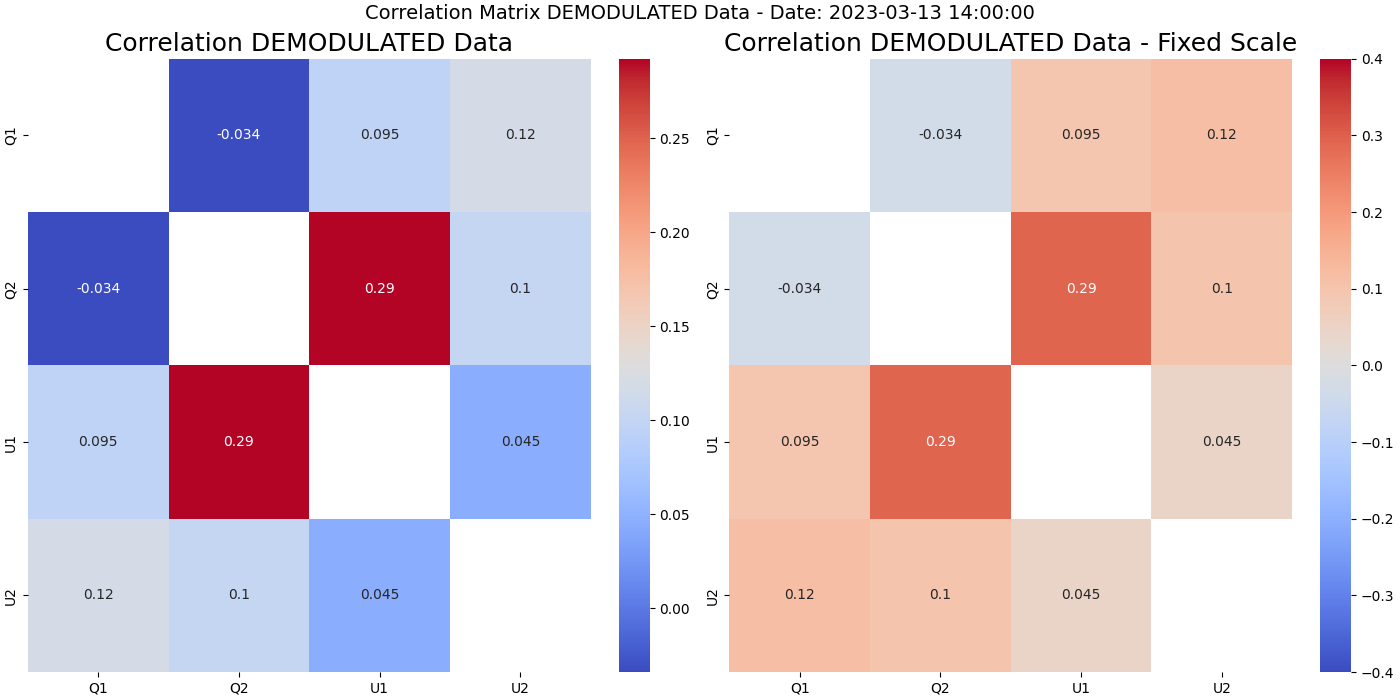 Correlation Matrix DEMODULATED Data - Date: 2023-03-13 14:00:00
Correlation DEMODULATED Data
Q1
-0.034
0.095
0.12
Q2
-0.034
0.29
0.1
U1
0.095
0.29
0.045
U2
0.12
0.1
0.045
Q1
Q2
U1
U2
0.25
0.20
0.15
0.10
0.05
0.00
Correlation DEMODULATED Data - Fixed Scale
Q1
-0.034
0.095
0.12
Q2
-0.034
0.29
0.1
U1
0.095
0.29
0.045
U2
0.12
0.1
0.045
Q1
Q2
U1
U2
0.4
0.3
0.2
0.1
0.0
−0.1
−0.2
−0.3
−0.4